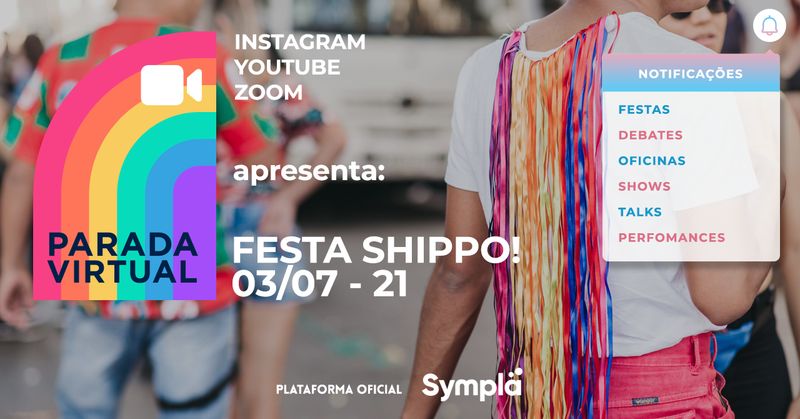 INSTAGRAM
YOUTUBE
ZOOM
apresenta:
PARADA
VIRTUAL
FESTA SHIPPO!
03/07 - 21
NOTIFICAÇÕES
FESTAS
DEBATES
OFICINAS
SHOWS
TALKS
PERFOMANCES
PLATAFORMA OFICIAL
Sympla